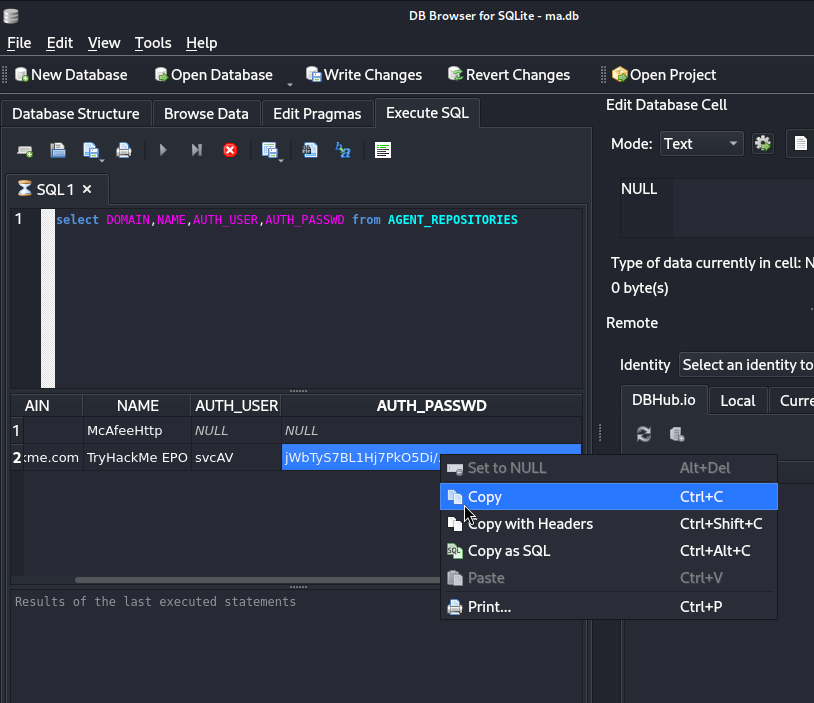 DB Browser for SQLite - ma.db
File Edit View Tools Help
New Database Open Database Write Changes Revert Changes Open Project
Database Structure Browse Data Edit Pragmas Execute SQL
Edit Database Cell
Mode: Text
SQL 1
NULL
1 select DOMAIN,NAME,AUTH_USER,AUTH_PASSWD from AGENT_REPOSITORIES
Type of data currently in cell: N
0 byte(s)
Remote
Identity Select an identity to
DBHub.io Local Curre
AIN NAME AUTH_USER AUTH_PASSWD
1 McAfeeHttp NULL NULL
2 :me.com TryHackMe EPO svcAV jWbTyS7BL1Hj7PkO5Di/
Set to NULL Alt+Del
Copy Ctrl+C
Copy with Headers Ctrl+Shift+C
Copy as SQL Ctrl+Alt+C
Paste Ctrl+V
Print... Ctrl+P
Results of the last executed statements